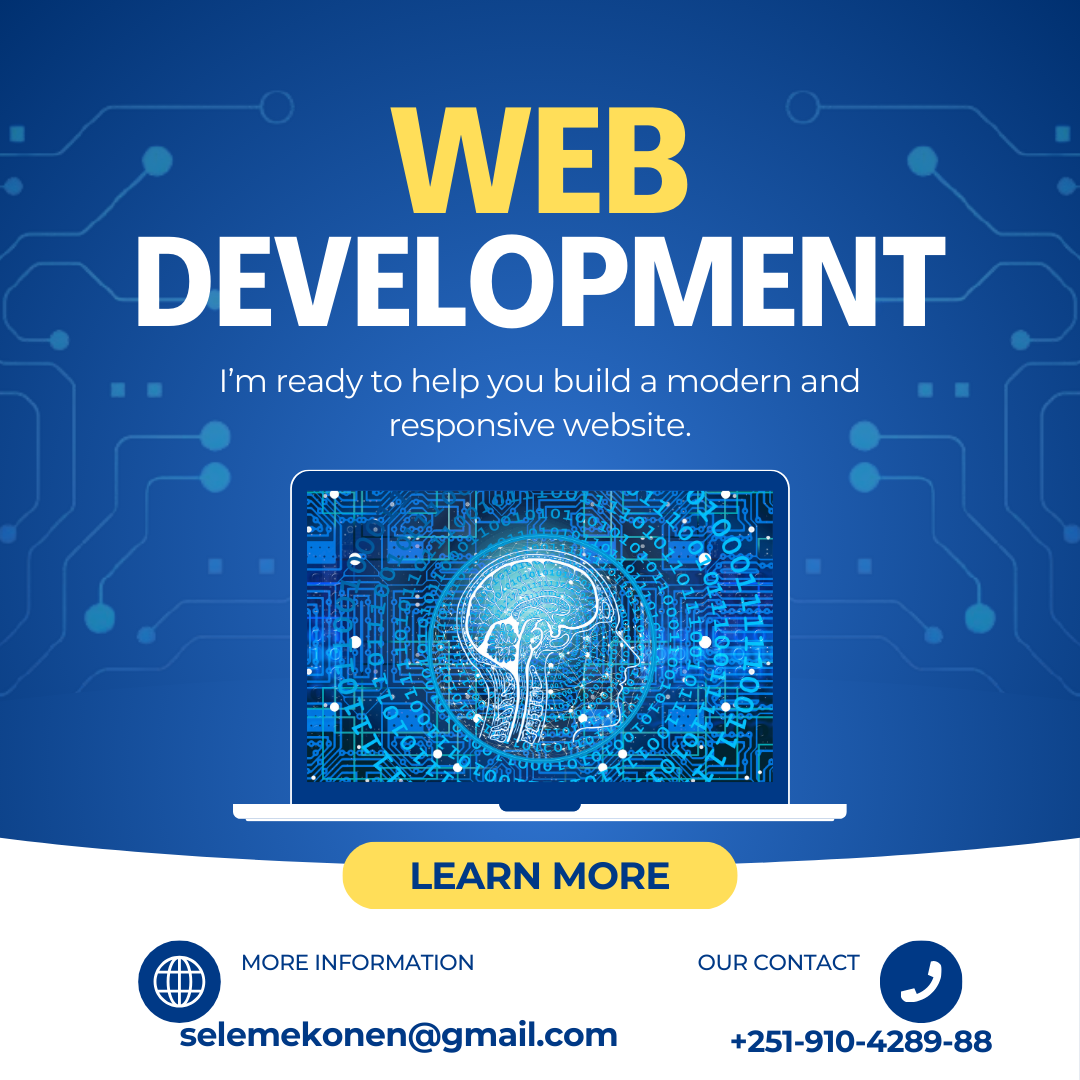 WEB
DEVELOPMENT
I’m ready to help you build a modern and
responsive website.
LEARN MORE
MORE INFORMATION
selemekonen@gmail.com
OUR CONTACT
+251-910-4289-88